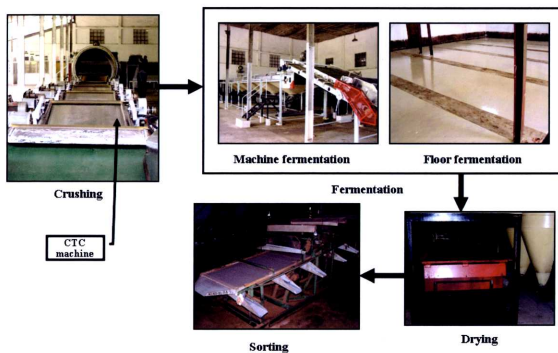 Machine fermentation
Floor fermentation
Crushing
Fermentation
CTC
machine
Sorting
Drying